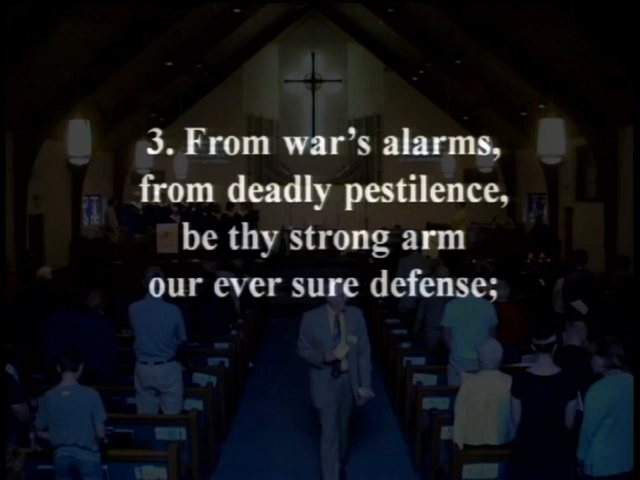 3. From war's alarms,
from deadly pestilence,
be thy strong arm
our ever sure defense;